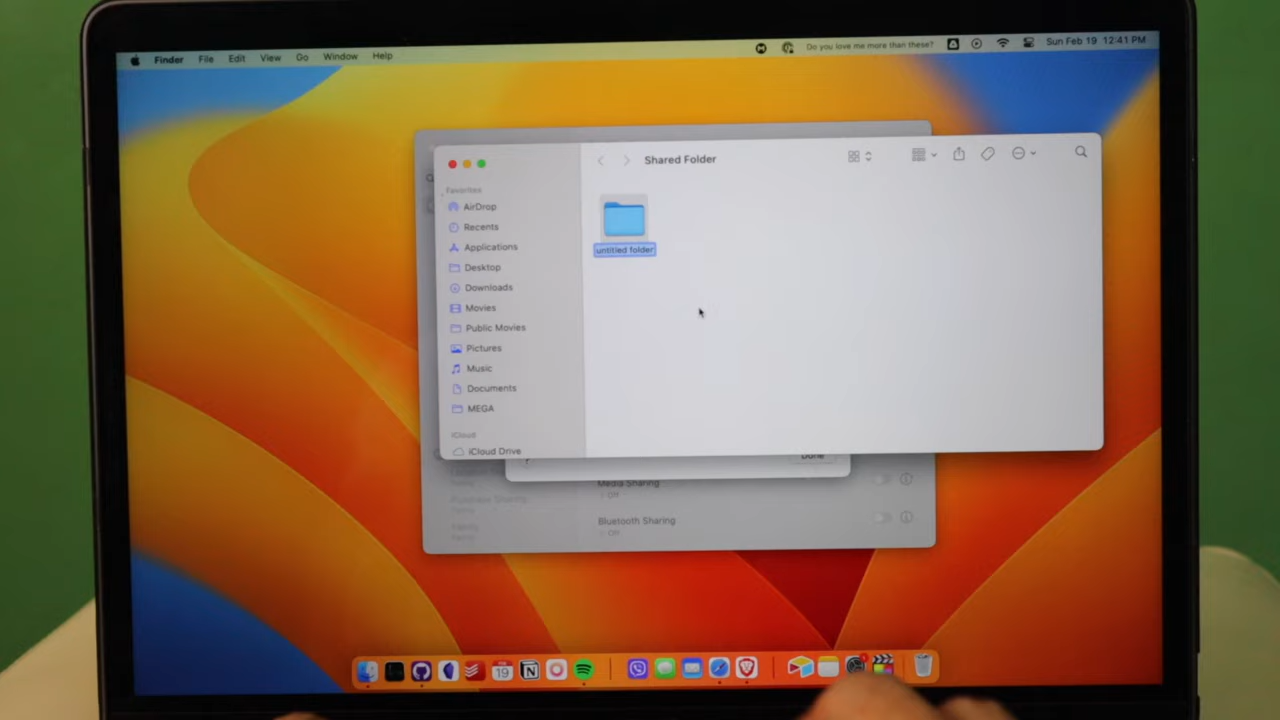 Finder File Edit View Go Window Help
Do you love me more than these?
Sun Feb 19 12:41 PM
Shared Folder
Favorites
AirDrop
Recents
Applications
Desktop
Downloads
Movies
Public Movies
Pictures
Music
Documents
MEGA
iCloud
iCloud Drive
untitled folder
Done
Media Sharing
Off
Bluetooth Sharing
Off
19